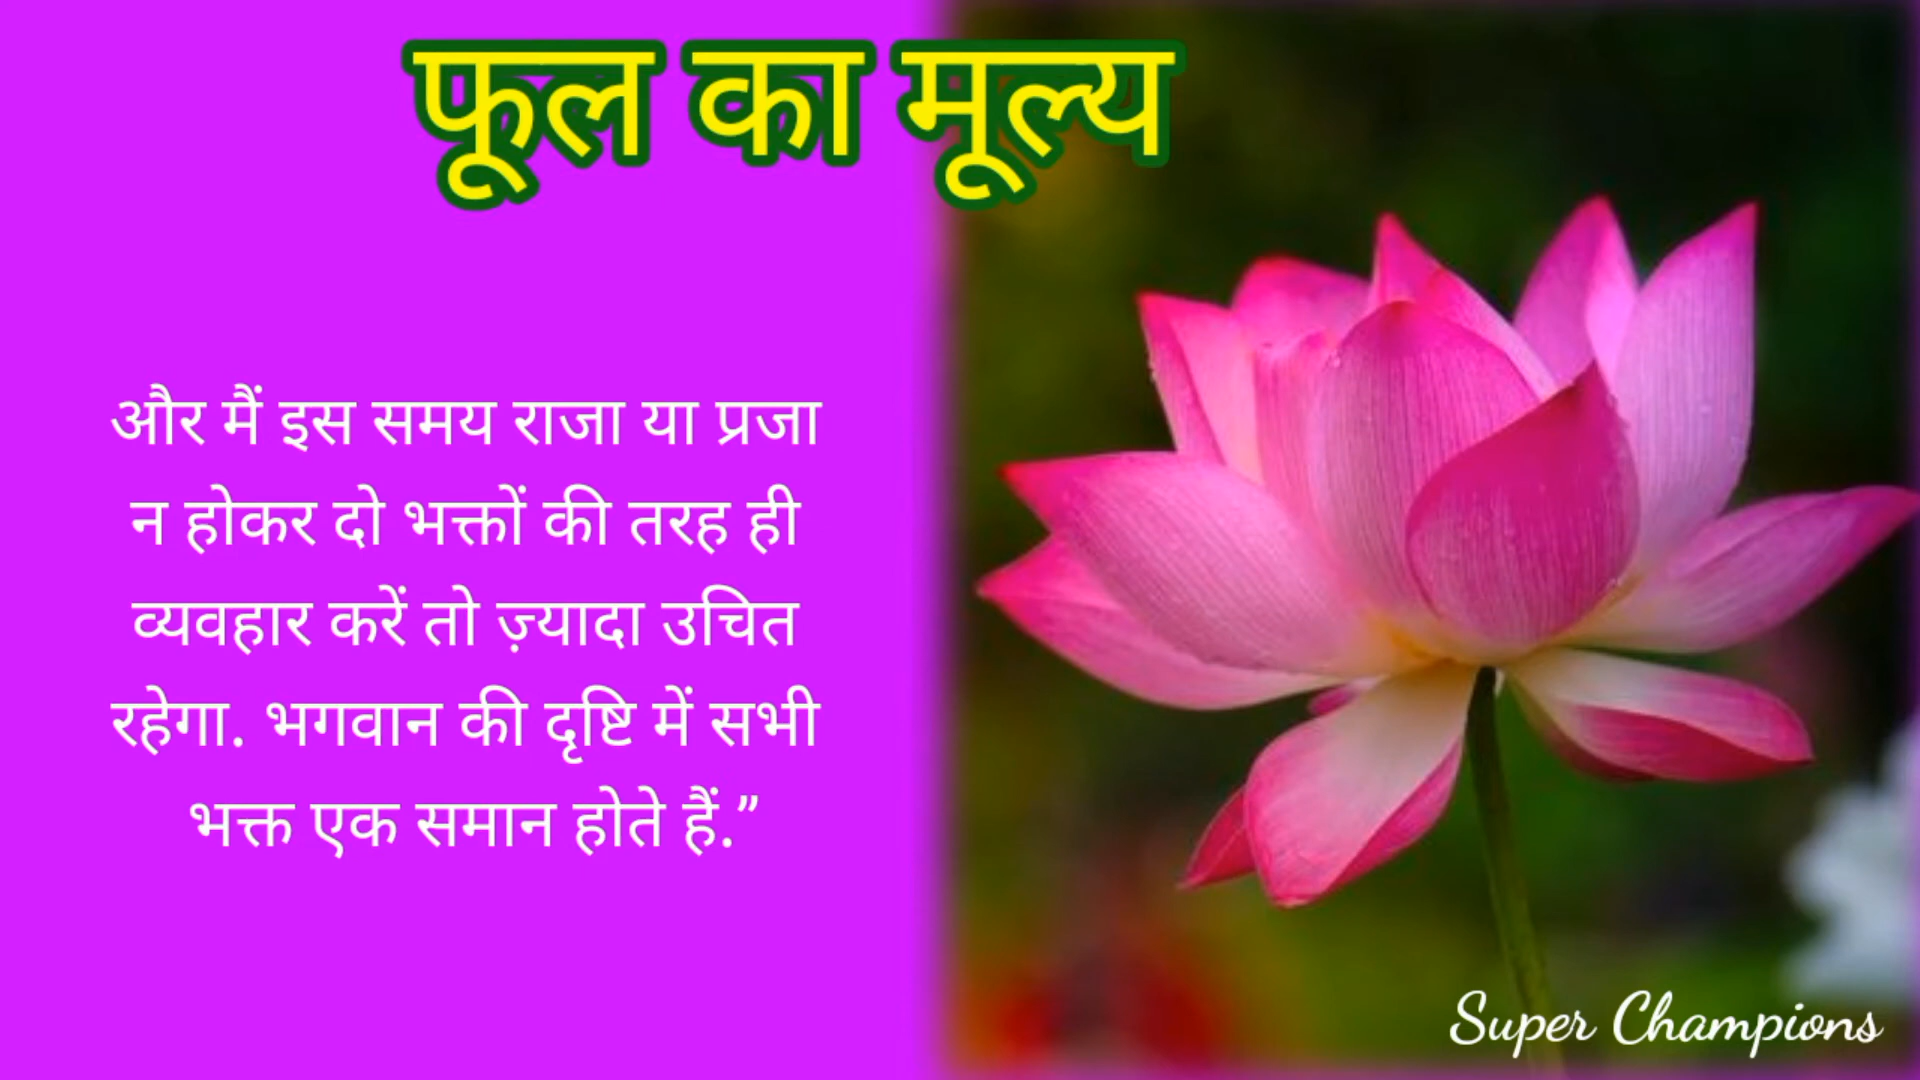 फूल का मूल्य
और मैं इस समय राजा या प्रजा
न होकर दो भक्तों की तरह ही
व्यवहार करें तो ज़्यादा उचित
रहेगा. भगवान की दृष्टि में सभी
भक्त एक समान होते हैं.”
Super Champions